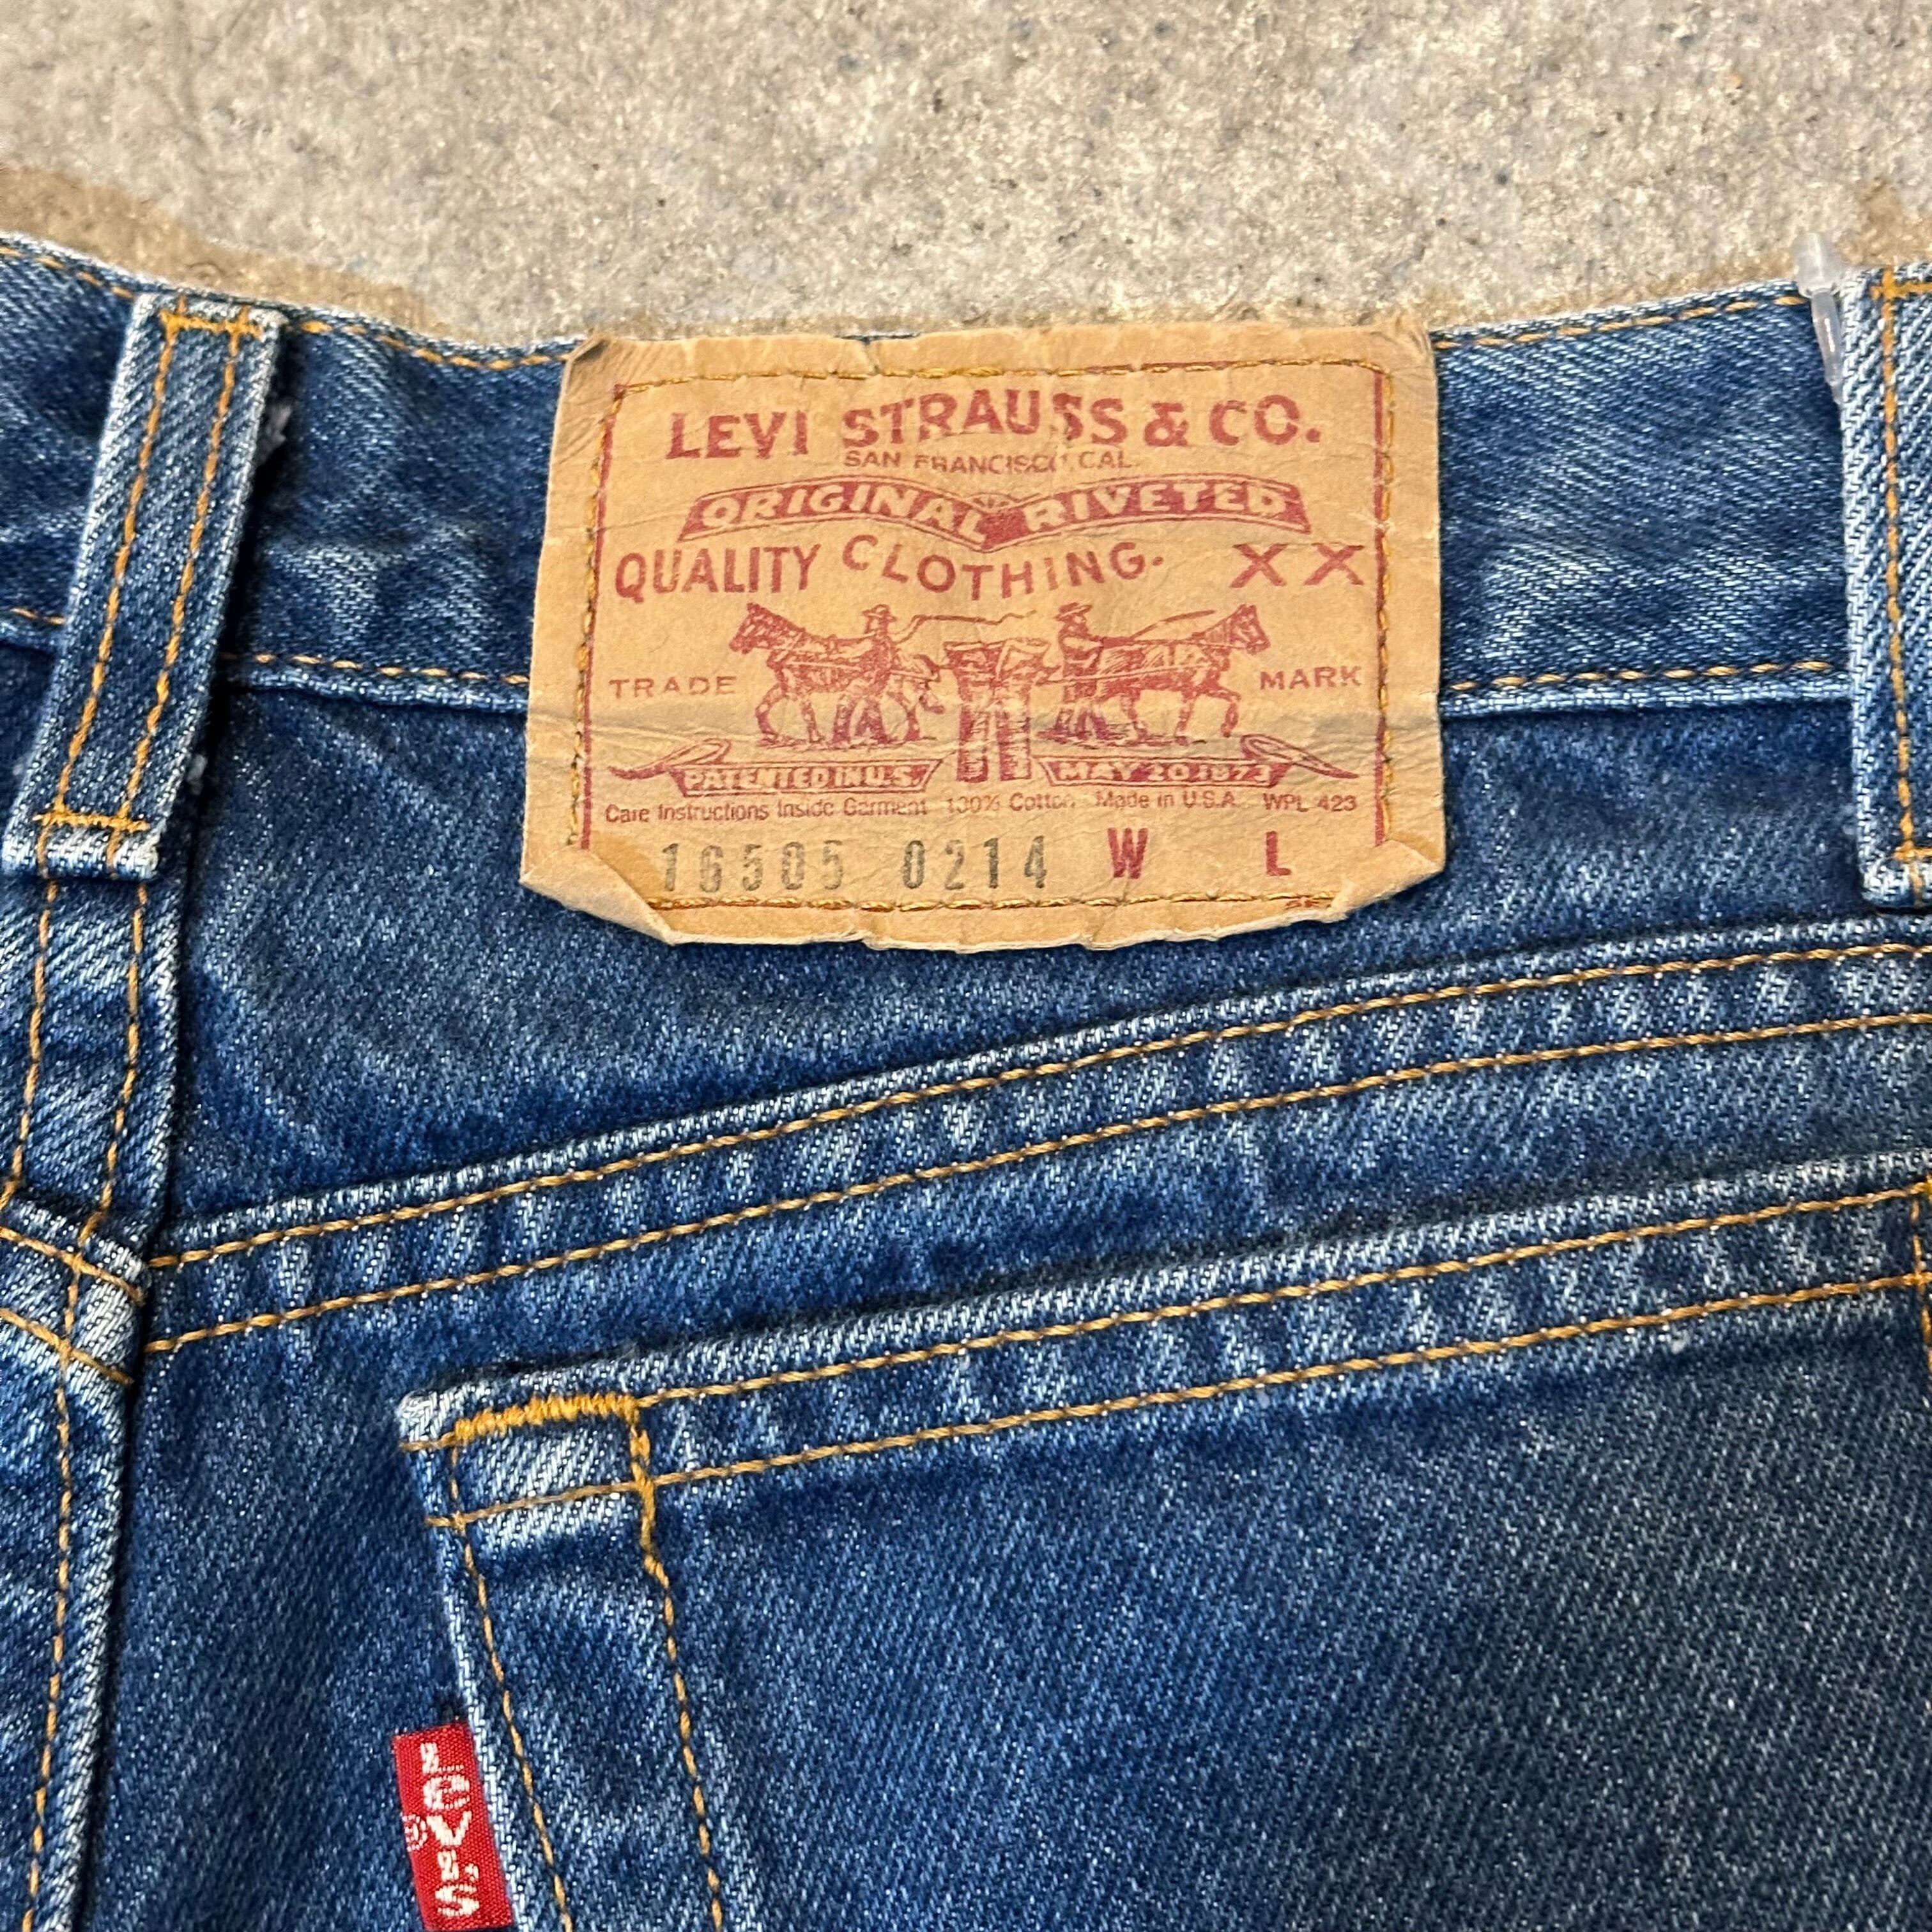 LEVI STRAUSS & CO.
SAN FRANCISCO, CAL.
ORIGINAL RIVETED
QUALITY CLOTHING. XX
TRADE MARK
PATENTED IN U.S. MAY 20 1873
Care Instructions Inside Garment 100% Cotton Made in U.S.A. WPL 423
16505 0214 W L
LEVI'S
®